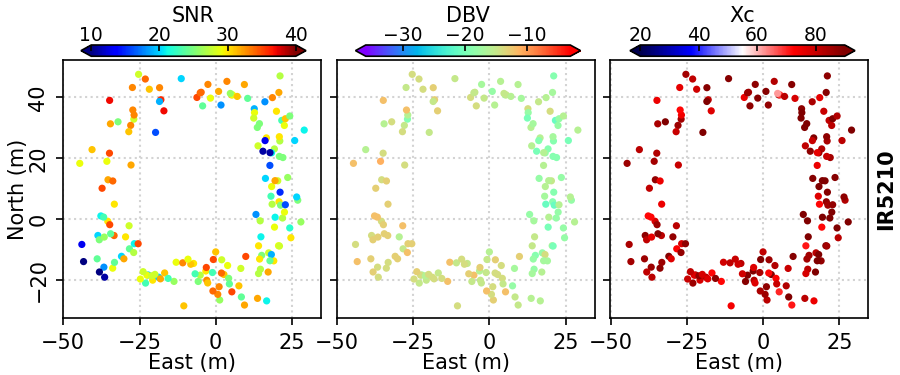 SNR DBV Xc
10 20 30 40 −30 −20 −10 20 40 60 80
North (m)
40
20
0
−20
IR5210
−50 −25 0 25 −50 −25 0 25 −50 −25 0 25
East (m) East (m) East (m)